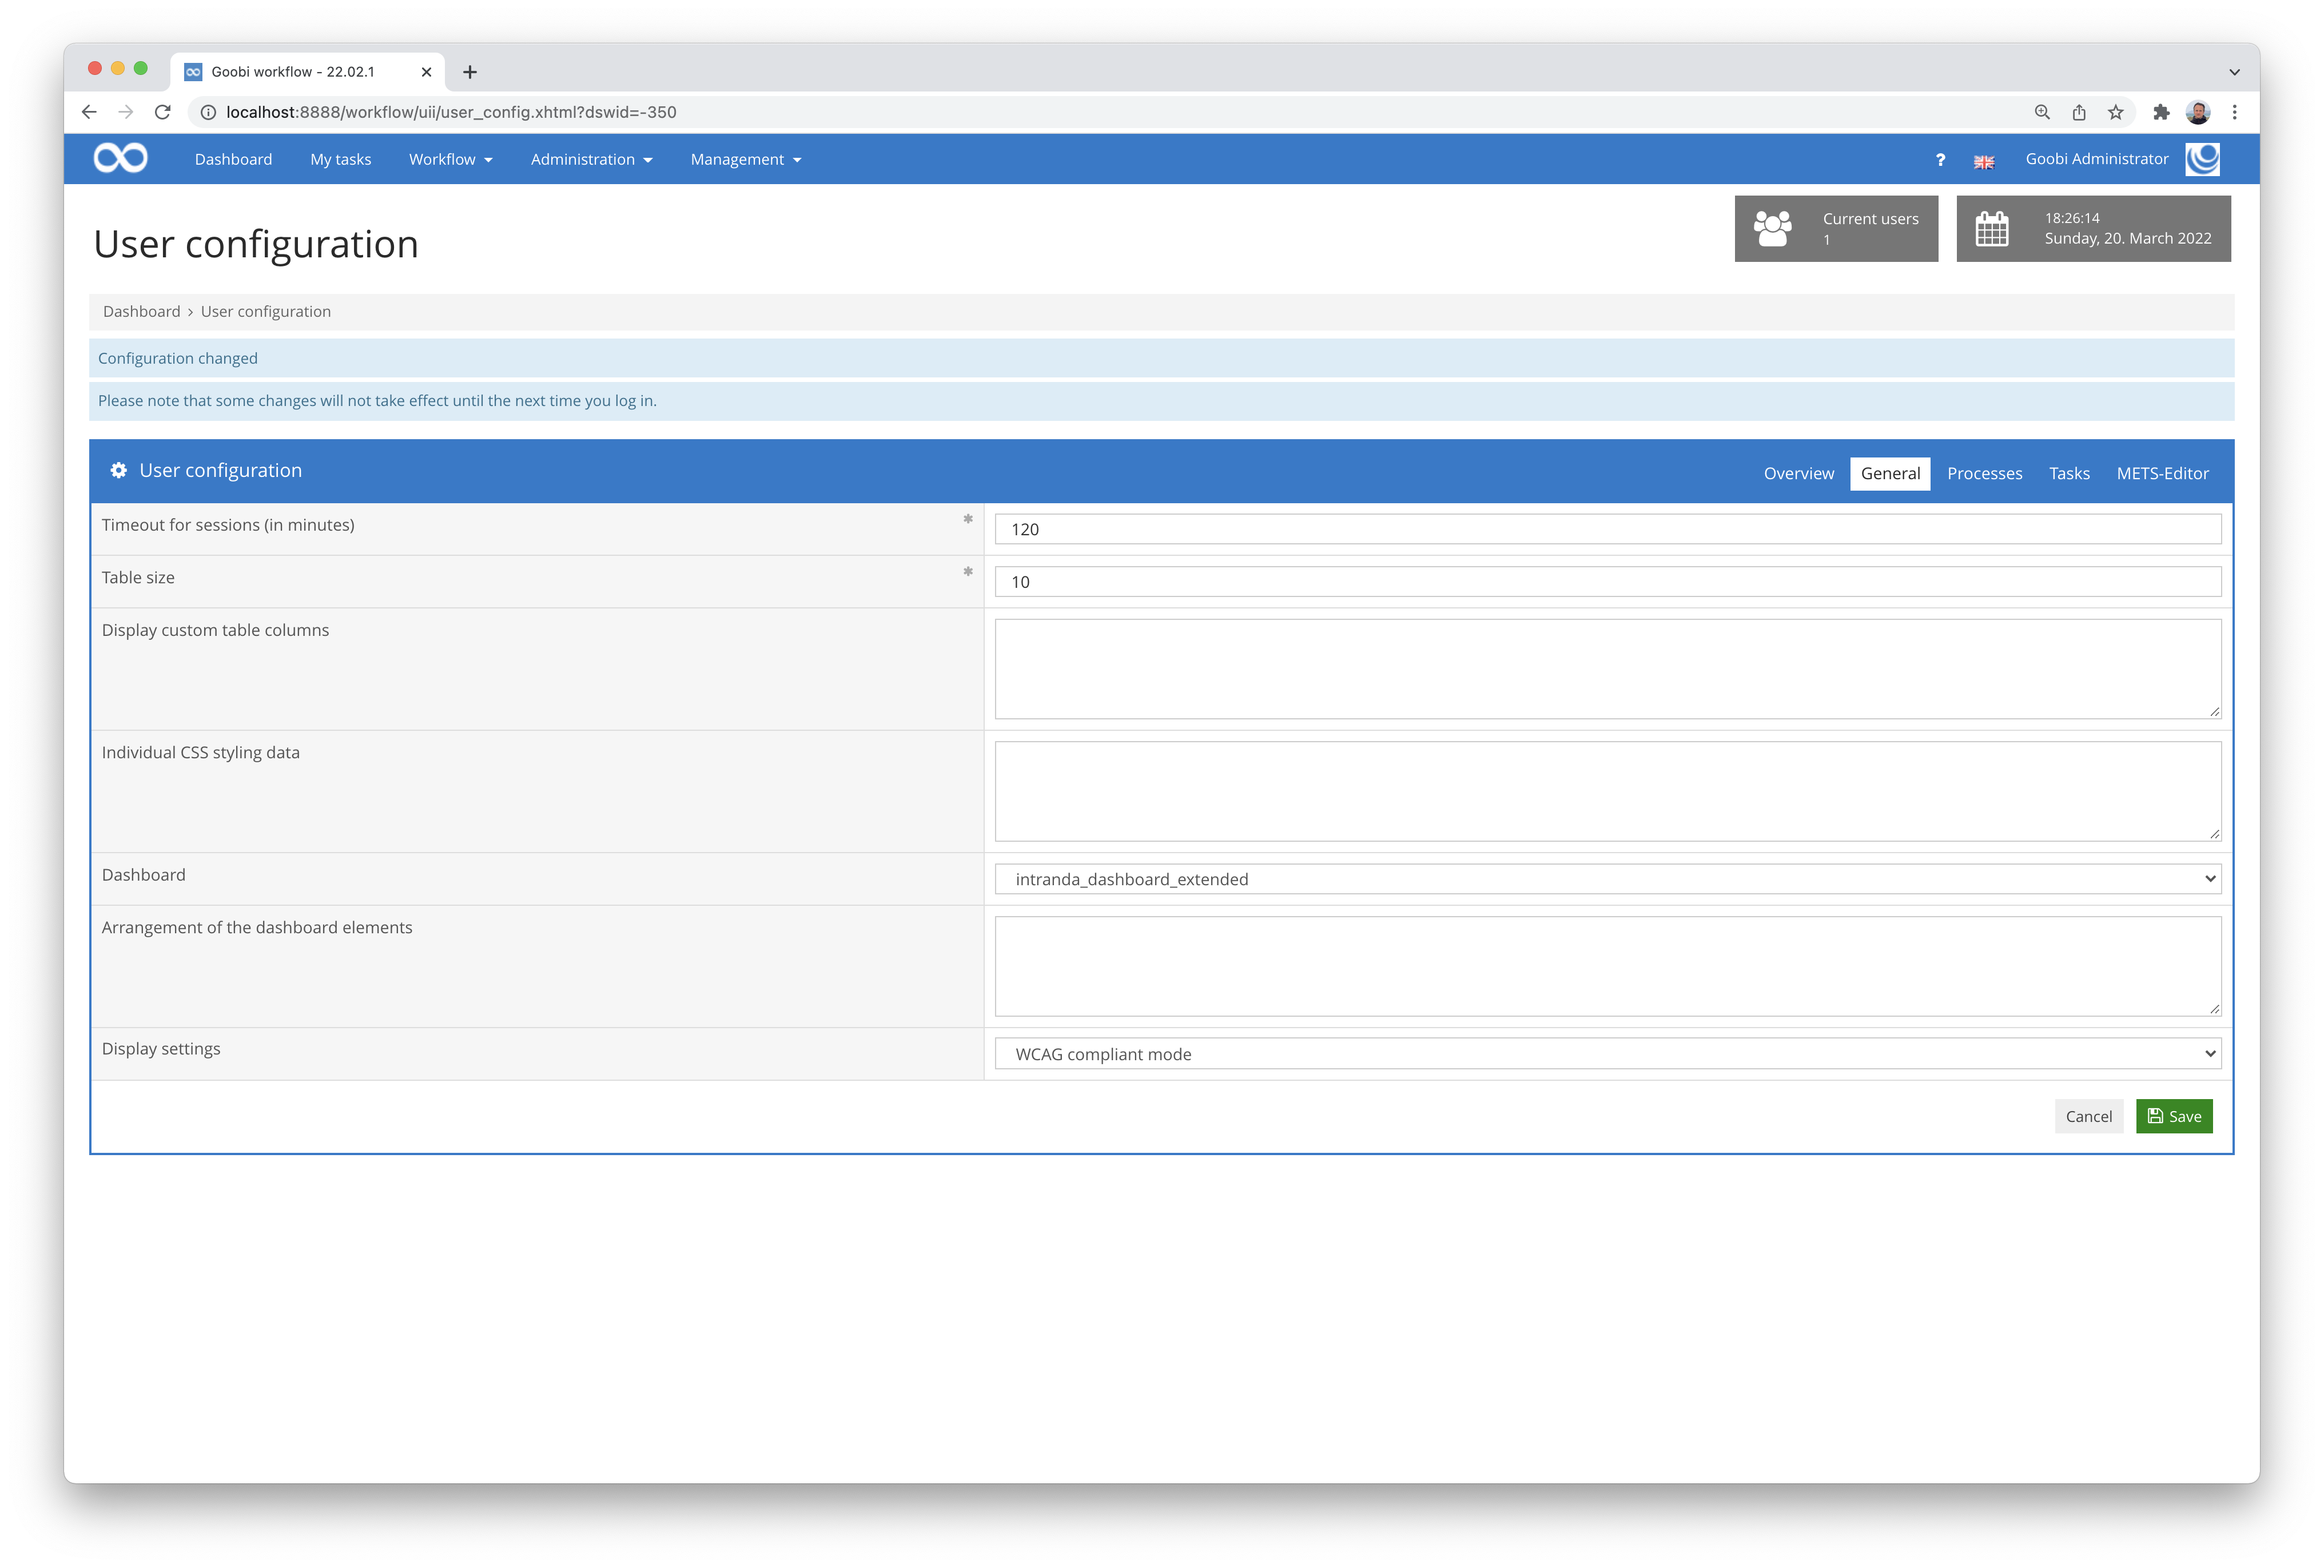 Goobi workflow - 22.02.1
localhost:8888/workflow/uii/user_config.xhtml?dswid=-350
Dashboard My tasks Workflow Administration Management ? Goobi Administrator
User configuration
Current users
1
18:26:14
Sunday, 20. March 2022
Dashboard › User configuration
Configuration changed
Please note that some changes will not take effect until the next time you log in.
User configuration Overview General Processes Tasks METS-Editor
Timeout for sessions (in minutes) * 120
Table size * 10
Display custom table columns
Individual CSS styling data
Dashboard intranda_dashboard_extended
Arrangement of the dashboard elements
Display settings WCAG compliant mode
Cancel Save